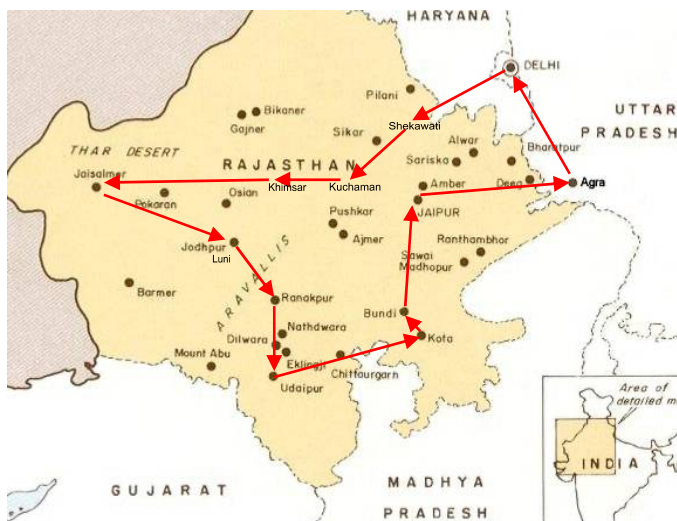 HARYANA
DELHI
Pilani
UTTAR
PRADESH
Bikaner
Gajner
Shekawati
Sikar
Alwar
Bharatpur
THAR DESERT
Sariska
RAJASTHAN
Jaisalmer
Khimsar
Kuchaman
Amber
Deeg
Agra
Pokaran
Osian
JAIPUR
Pushkar
Ajmer
Jodhpur
Luni
Ranthambhor
Sawai
Madhopur
ARAVALLIS
Barmer
Ranakpur
Bundi
Nathdwara
Dilwara
Kota
Mount Abu
Eklingji
Chittourgarh
Udaipur
Area of
detailed m
INDIA
GUJARAT
MADHYA
PRADESH